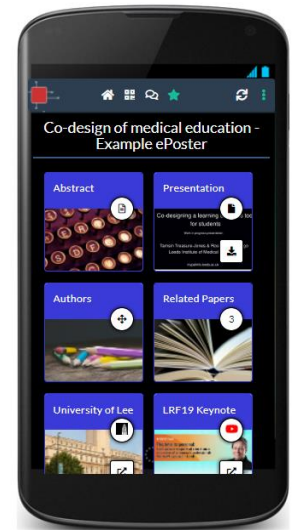 Co-design of medical education -
Example ePoster
Abstract
Presentation
Co-designing a learning
for students
Leeds Institute of Medical
Authors
Related Papers
3
University of Lee
LRF19 Keynote